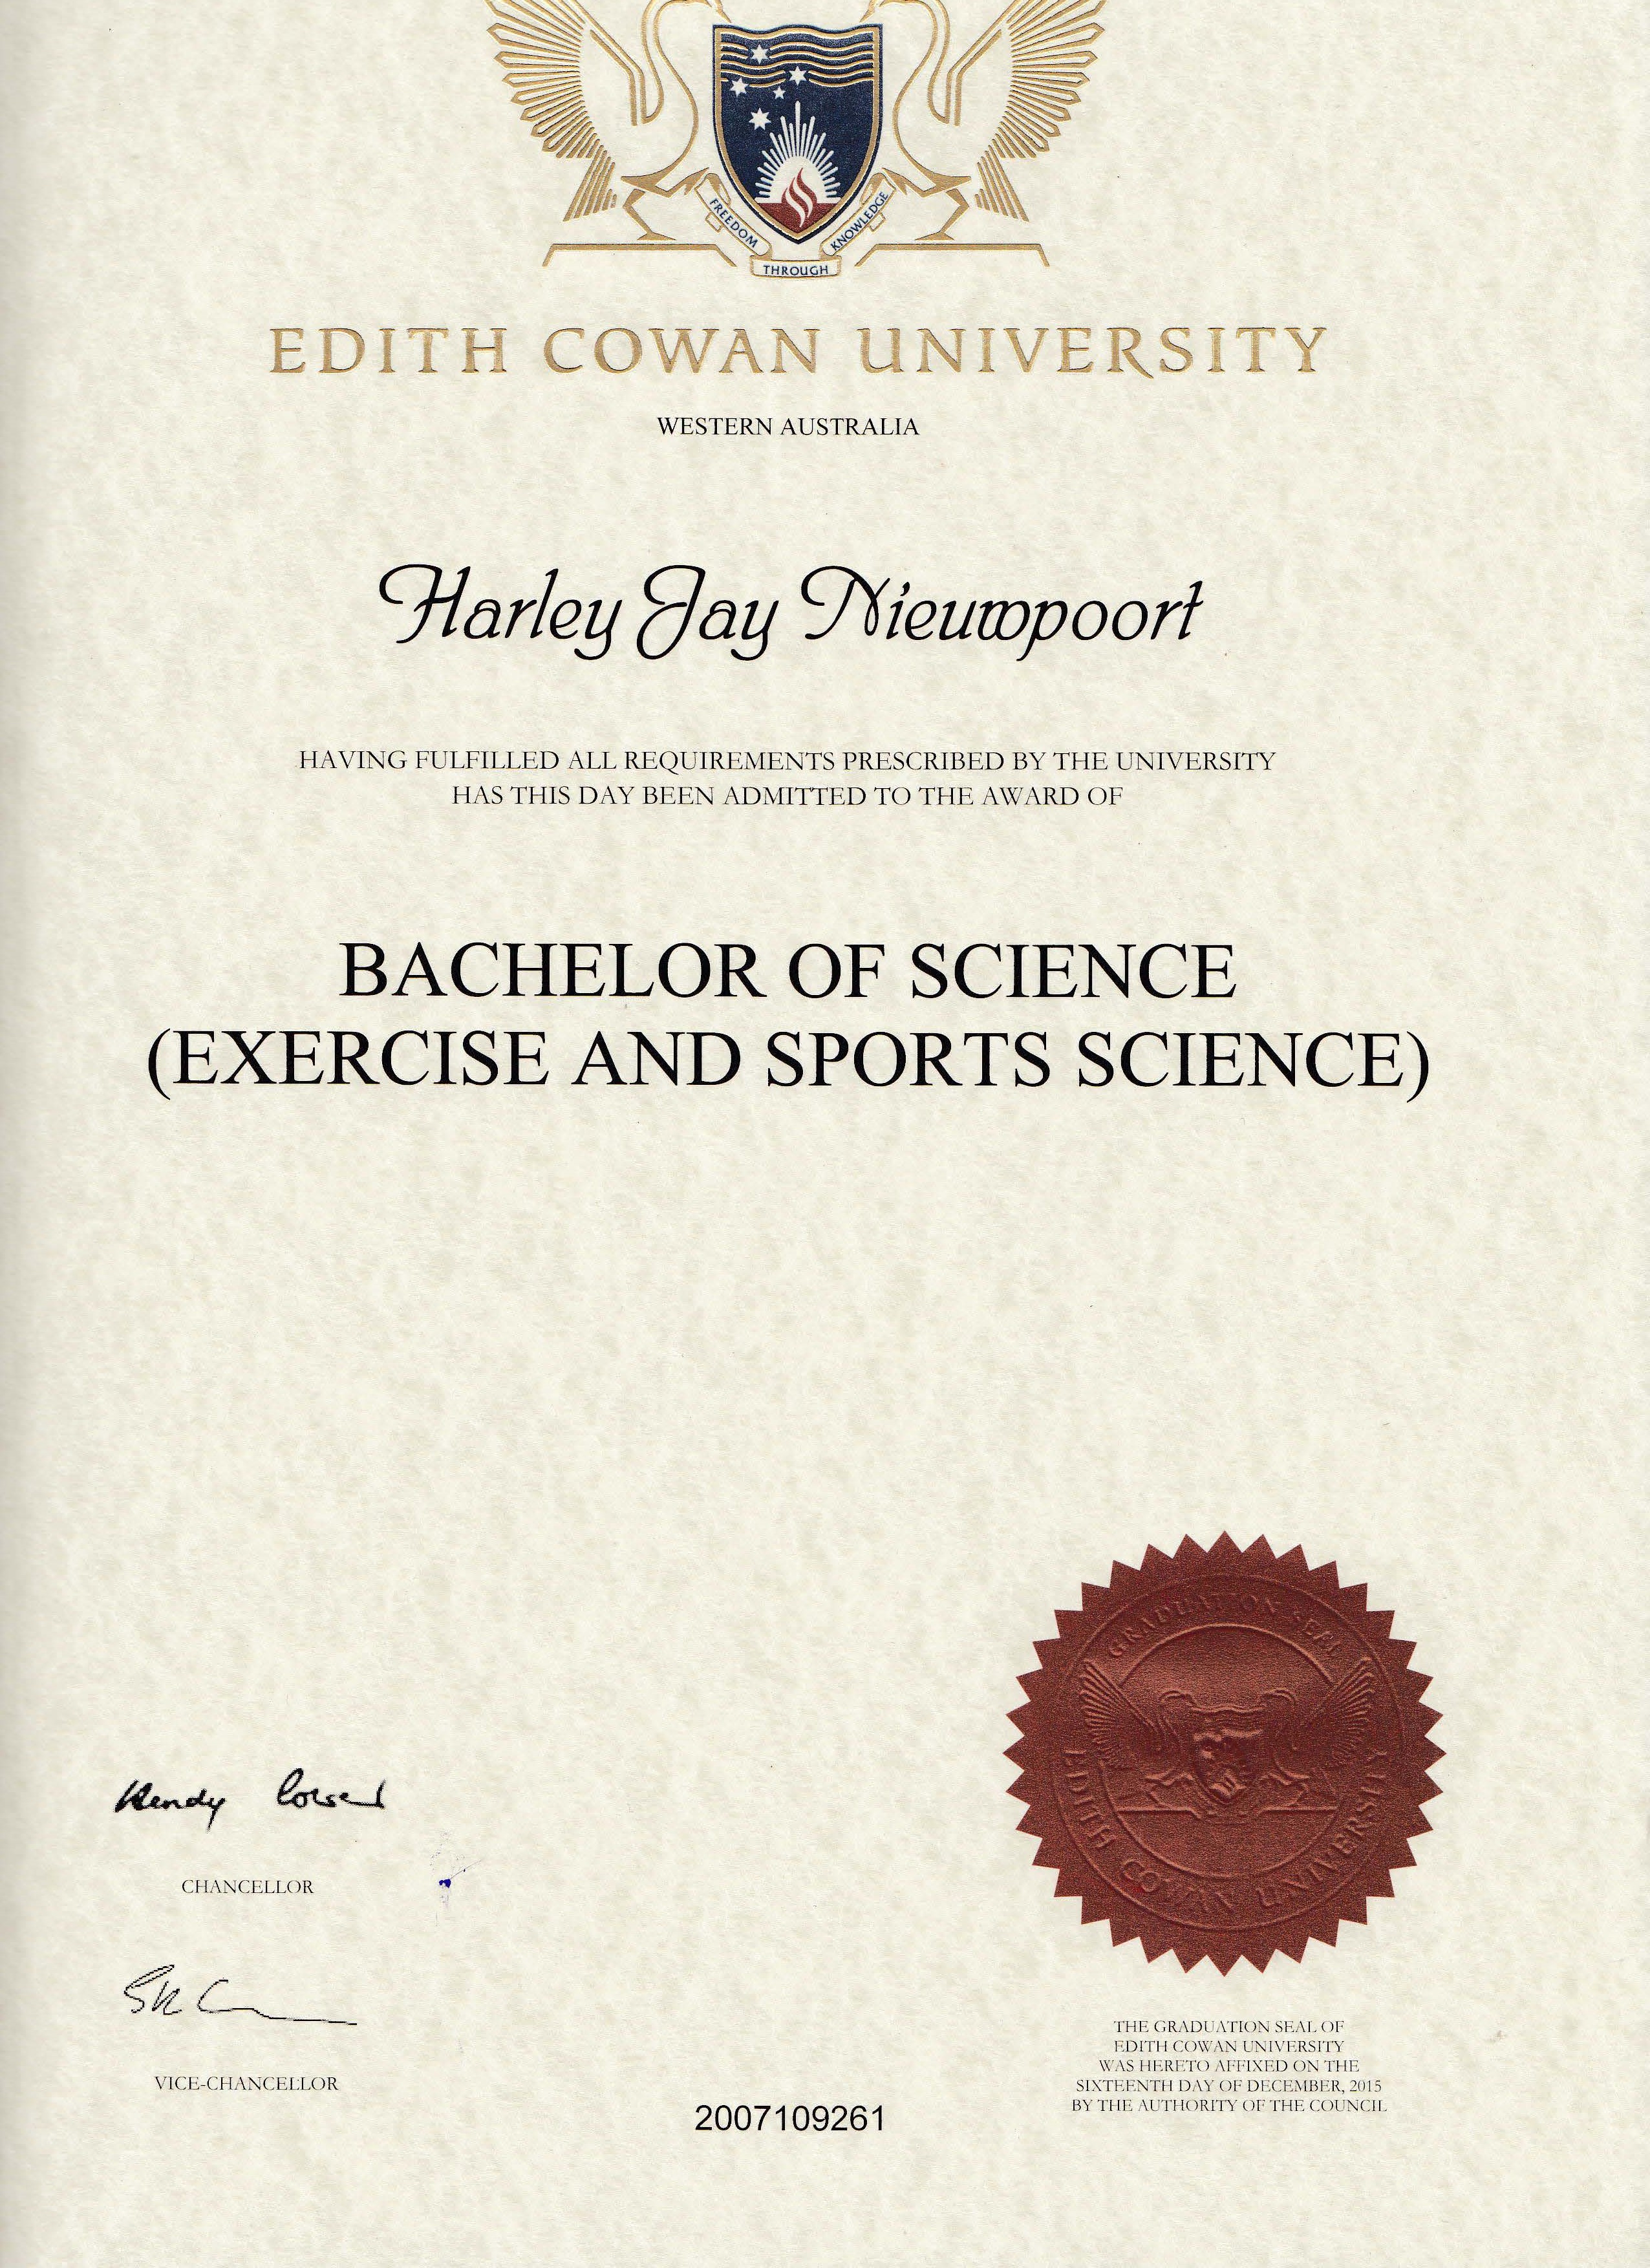 FREEDOM
THROUGH
KNOWLEDGE
EDITH COWAN UNIVERSITY
WESTERN AUSTRALIA
Harley Jay Nieuwpoort
HAVING FULFILLED ALL REQUIREMENTS PRESCRIBED BY THE UNIVERSITY
HAS THIS DAY BEEN ADMITTED TO THE AWARD OF
BACHELOR OF SCIENCE
(EXERCISE AND SPORTS SCIENCE)
GRADUATION SEAL
EDITH COWAN UNIVERSITY
CHANCELLOR
VICE-CHANCELLOR
2007109261
THE GRADUATION SEAL OF
EDITH COWAN UNIVERSITY
WAS HERETO AFFIXED ON THE
SIXTEENTH DAY OF DECEMBER, 2015
BY THE AUTHORITY OF THE COUNCIL